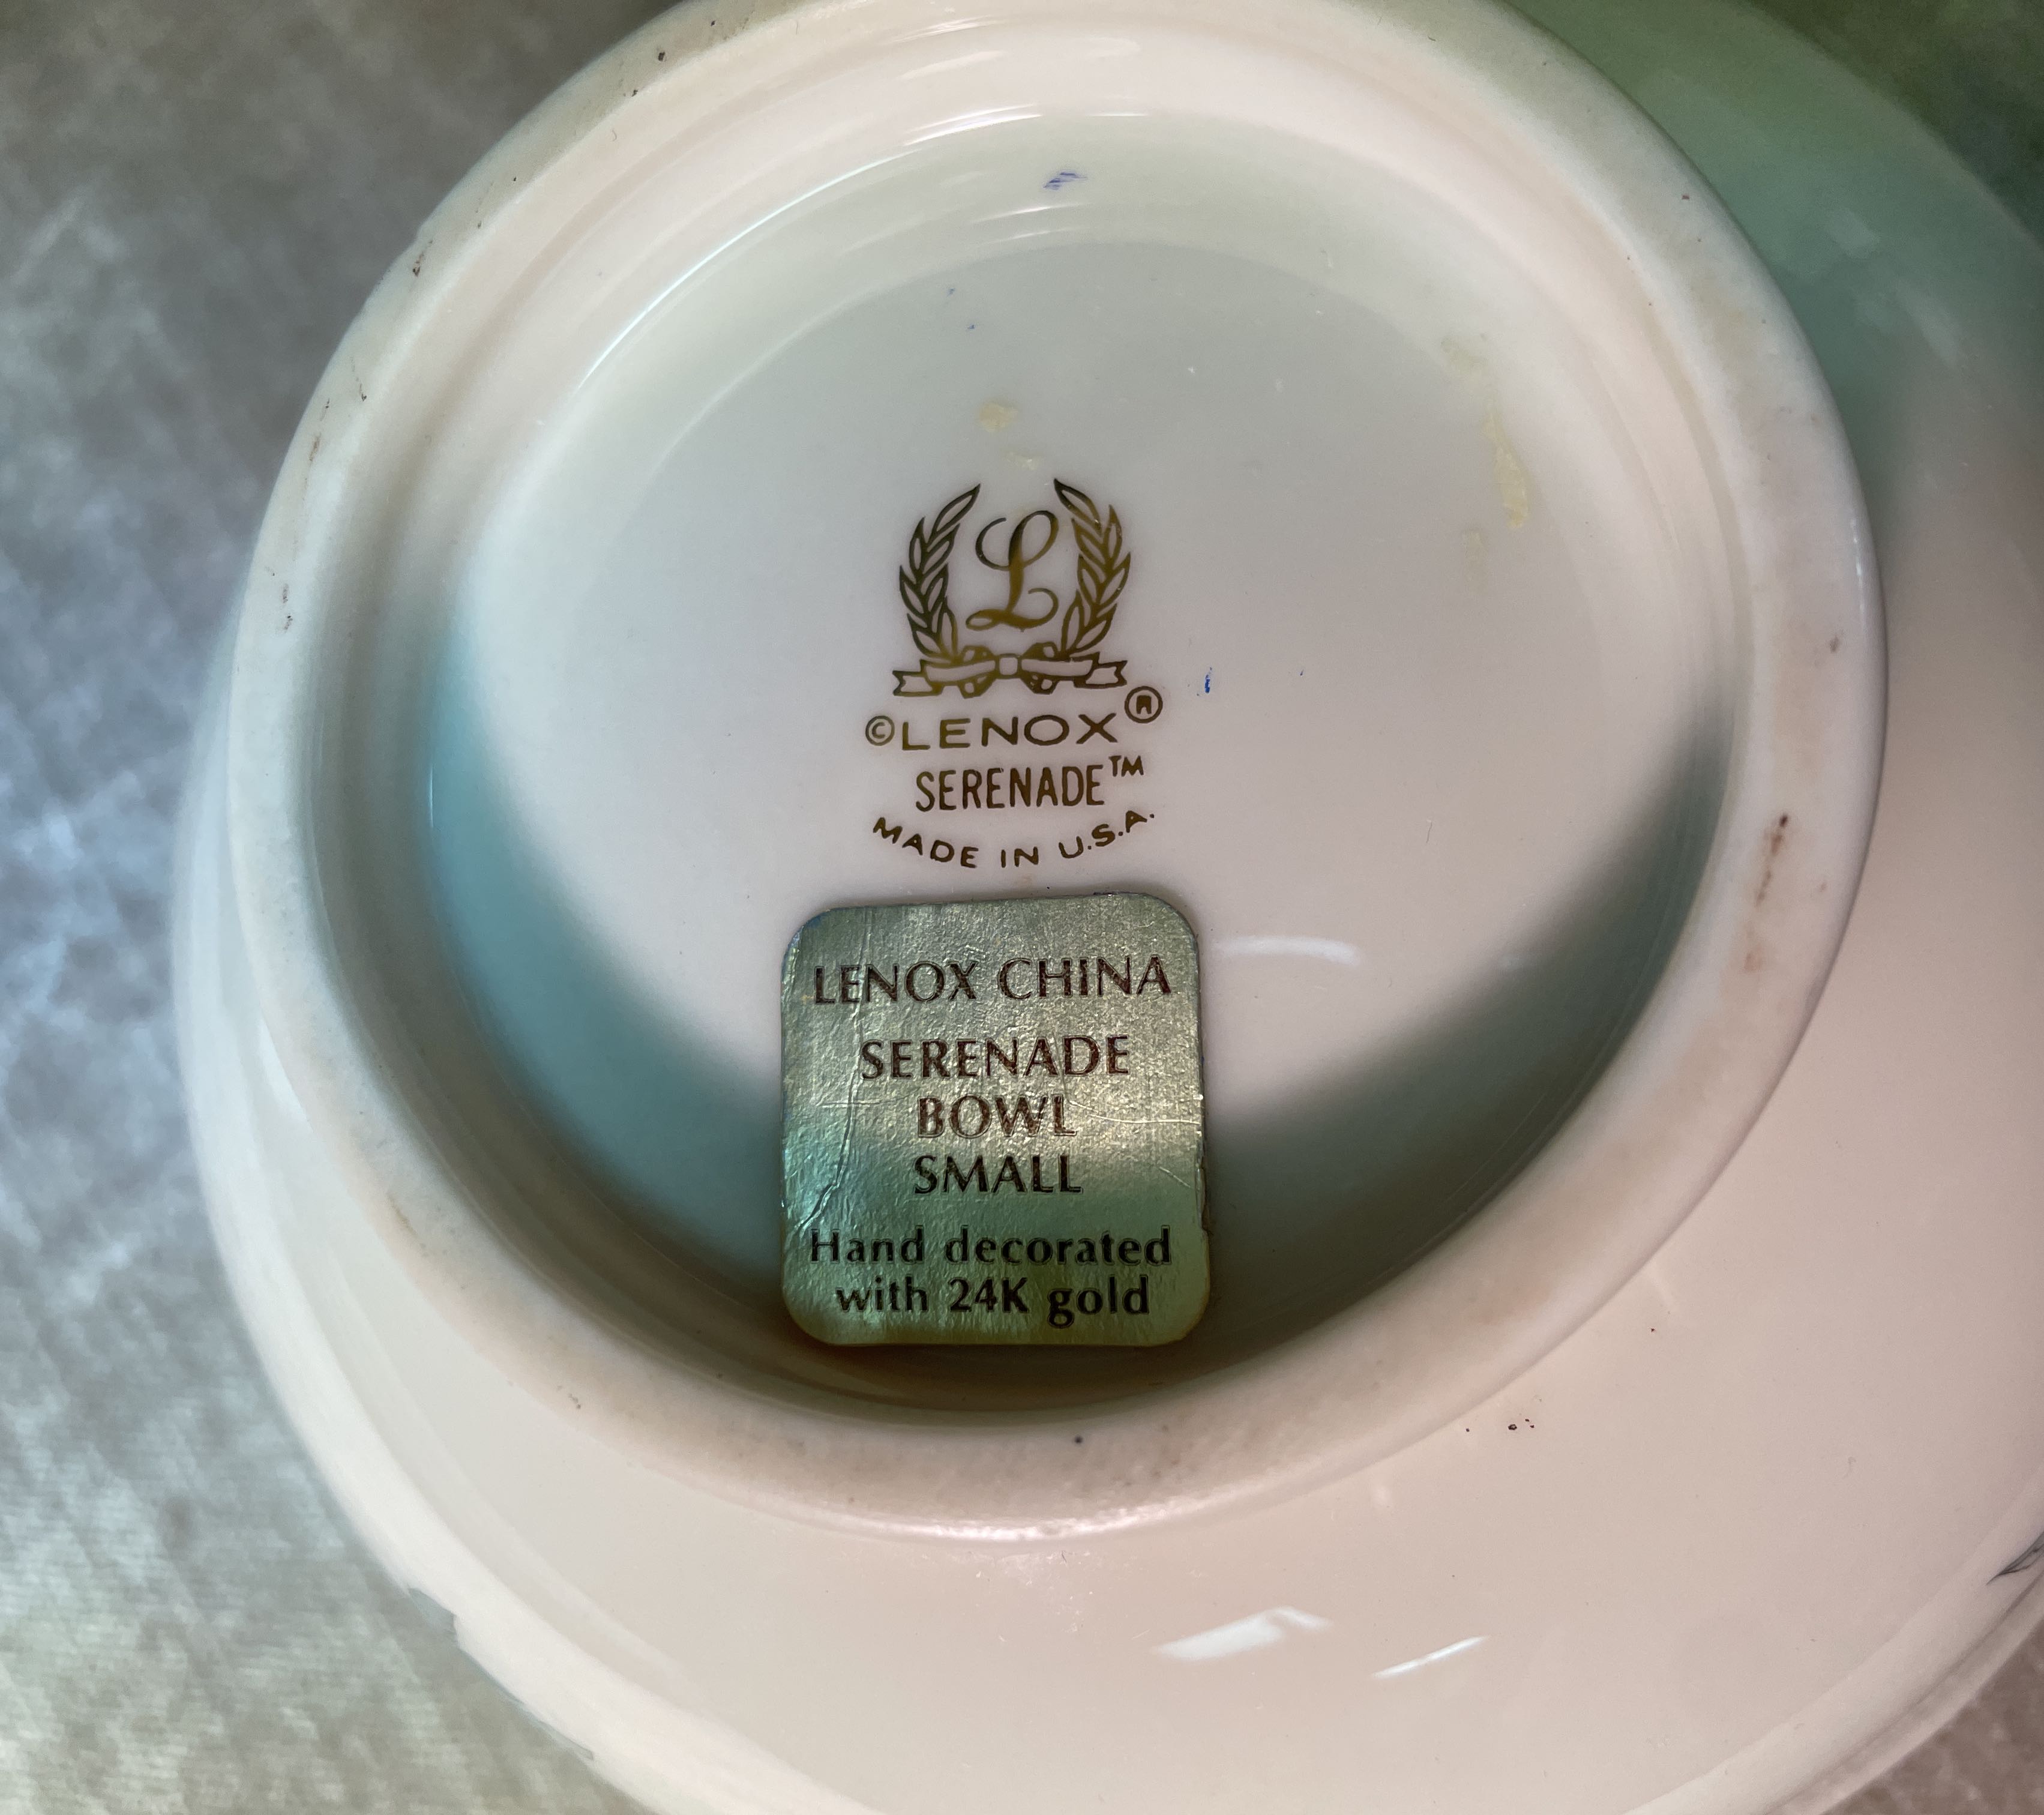 L
©LENOX®
SERENADE™
MADE IN U.S.A.
LENOX CHINA
SERENADE
BOWL
SMALL
Hand decorated
with 24K gold